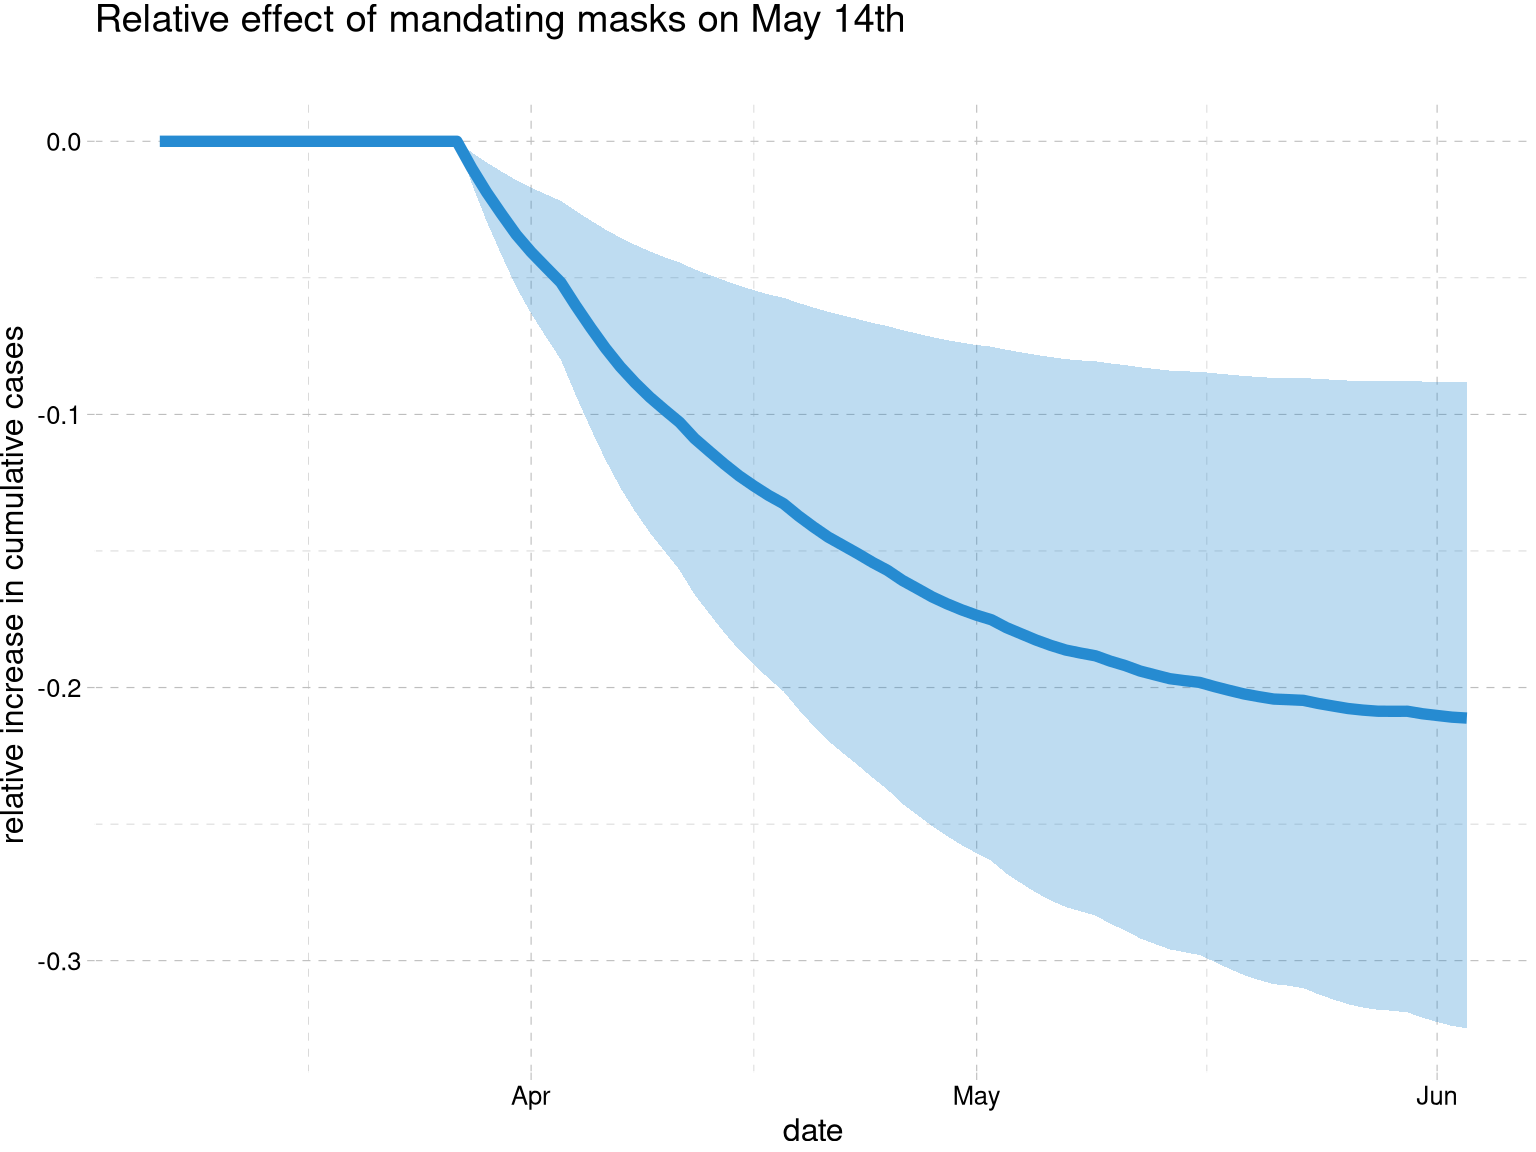 Relative effect of mandating masks on May 14th
relative increase in cumulative cases
0.0
-0.1
-0.2
-0.3
Apr
May
Jun
date